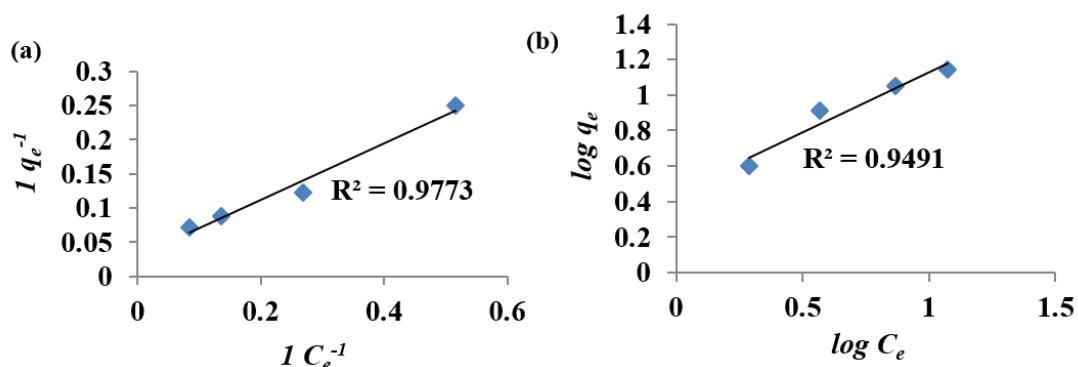 (a)
0.3
0.25
0.2
0.15
0.1
0.05
0
1 qe-1
R² = 0.9773
0 0.2 0.4 0.6
1 Ce-1
(b)
1.4
1.2
1
0.8
0.6
0.4
0.2
0
log qe
R² = 0.9491
0 0.5 1 1.5
log Ce